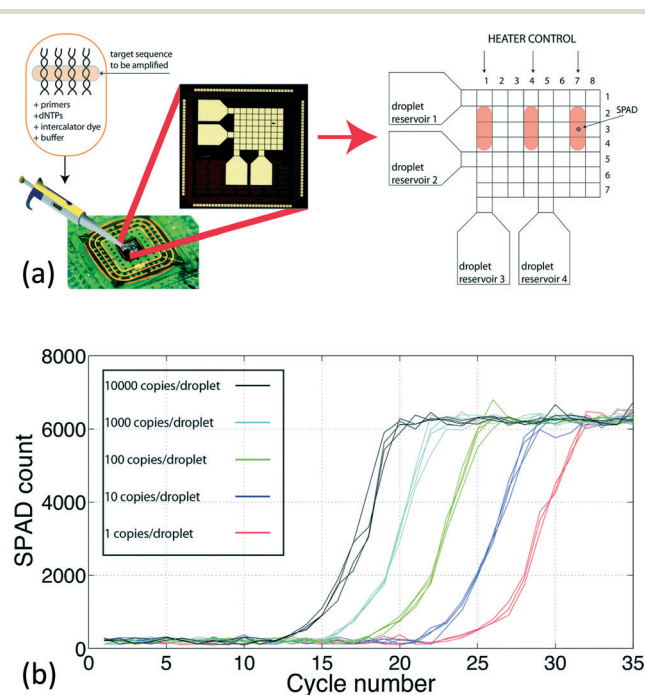 target sequence
to be amplified
+ primers
+dNTPs
+ intercalator dye
+ buffer
(a)
HEATER CONTROL
1 2 3 4 5 6 7 8
droplet
reservoir 1
droplet
reservoir 2
1
2
3
4
5
6
7
SPAD
droplet
reservoir 3
droplet
reservoir 4
8000
6000
4000
2000
0
SPAD count
10000 copies/droplet
1000 copies/droplet
100 copies/droplet
10 copies/droplet
1 copies/droplet
0 5 10 15 20 25 30 35
Cycle number
(b)